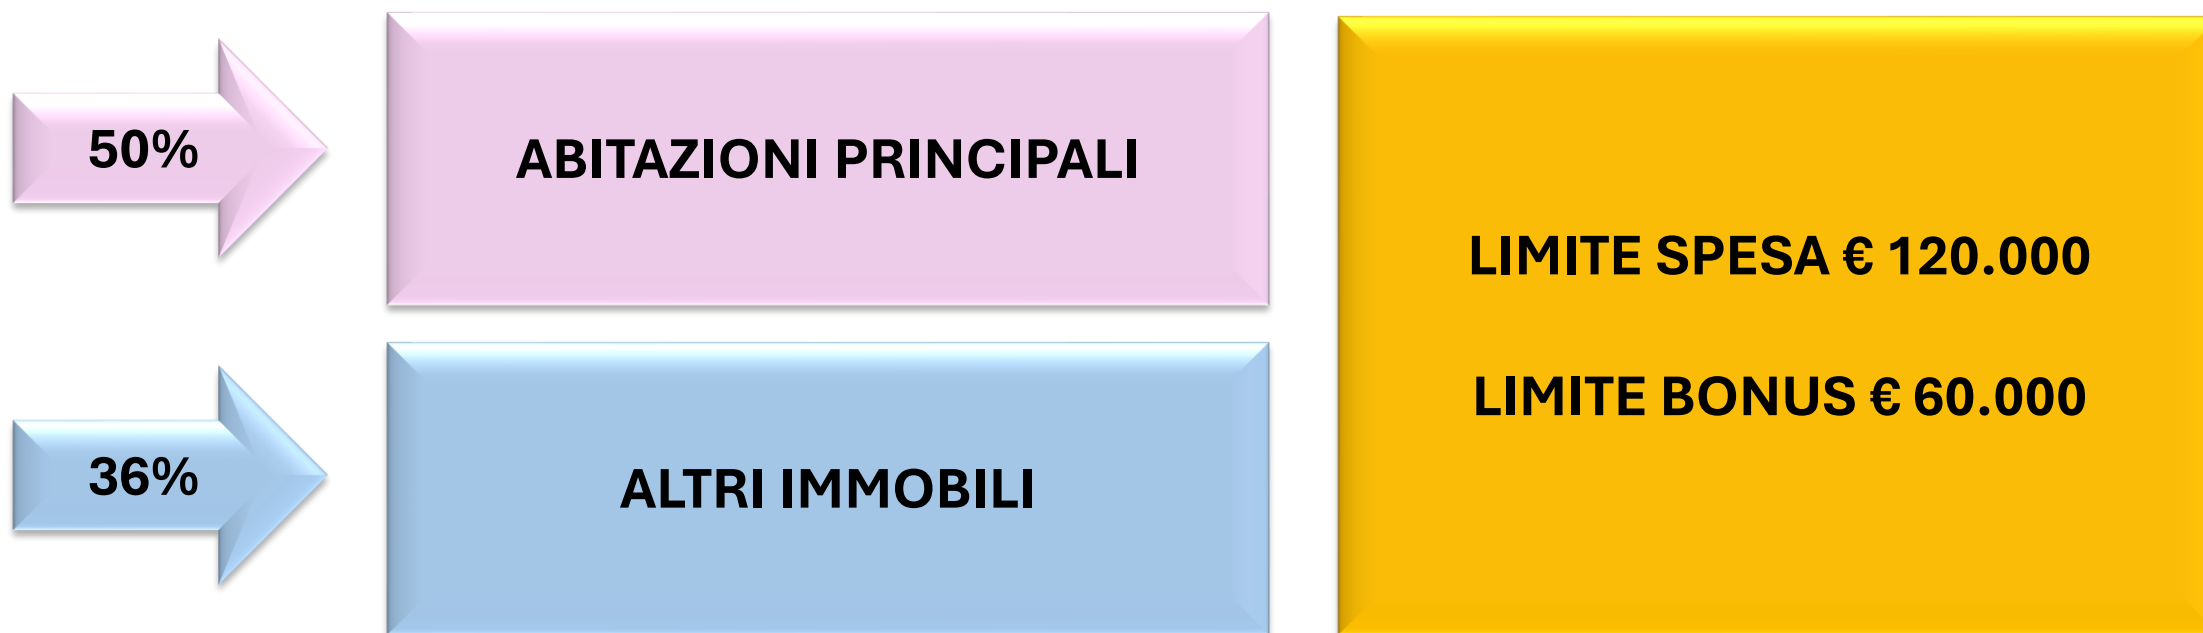 50%
ABITAZIONI PRINCIPALI
36%
ALTRI IMMOBILI
LIMITE SPESA € 120.000
LIMITE BONUS € 60.000